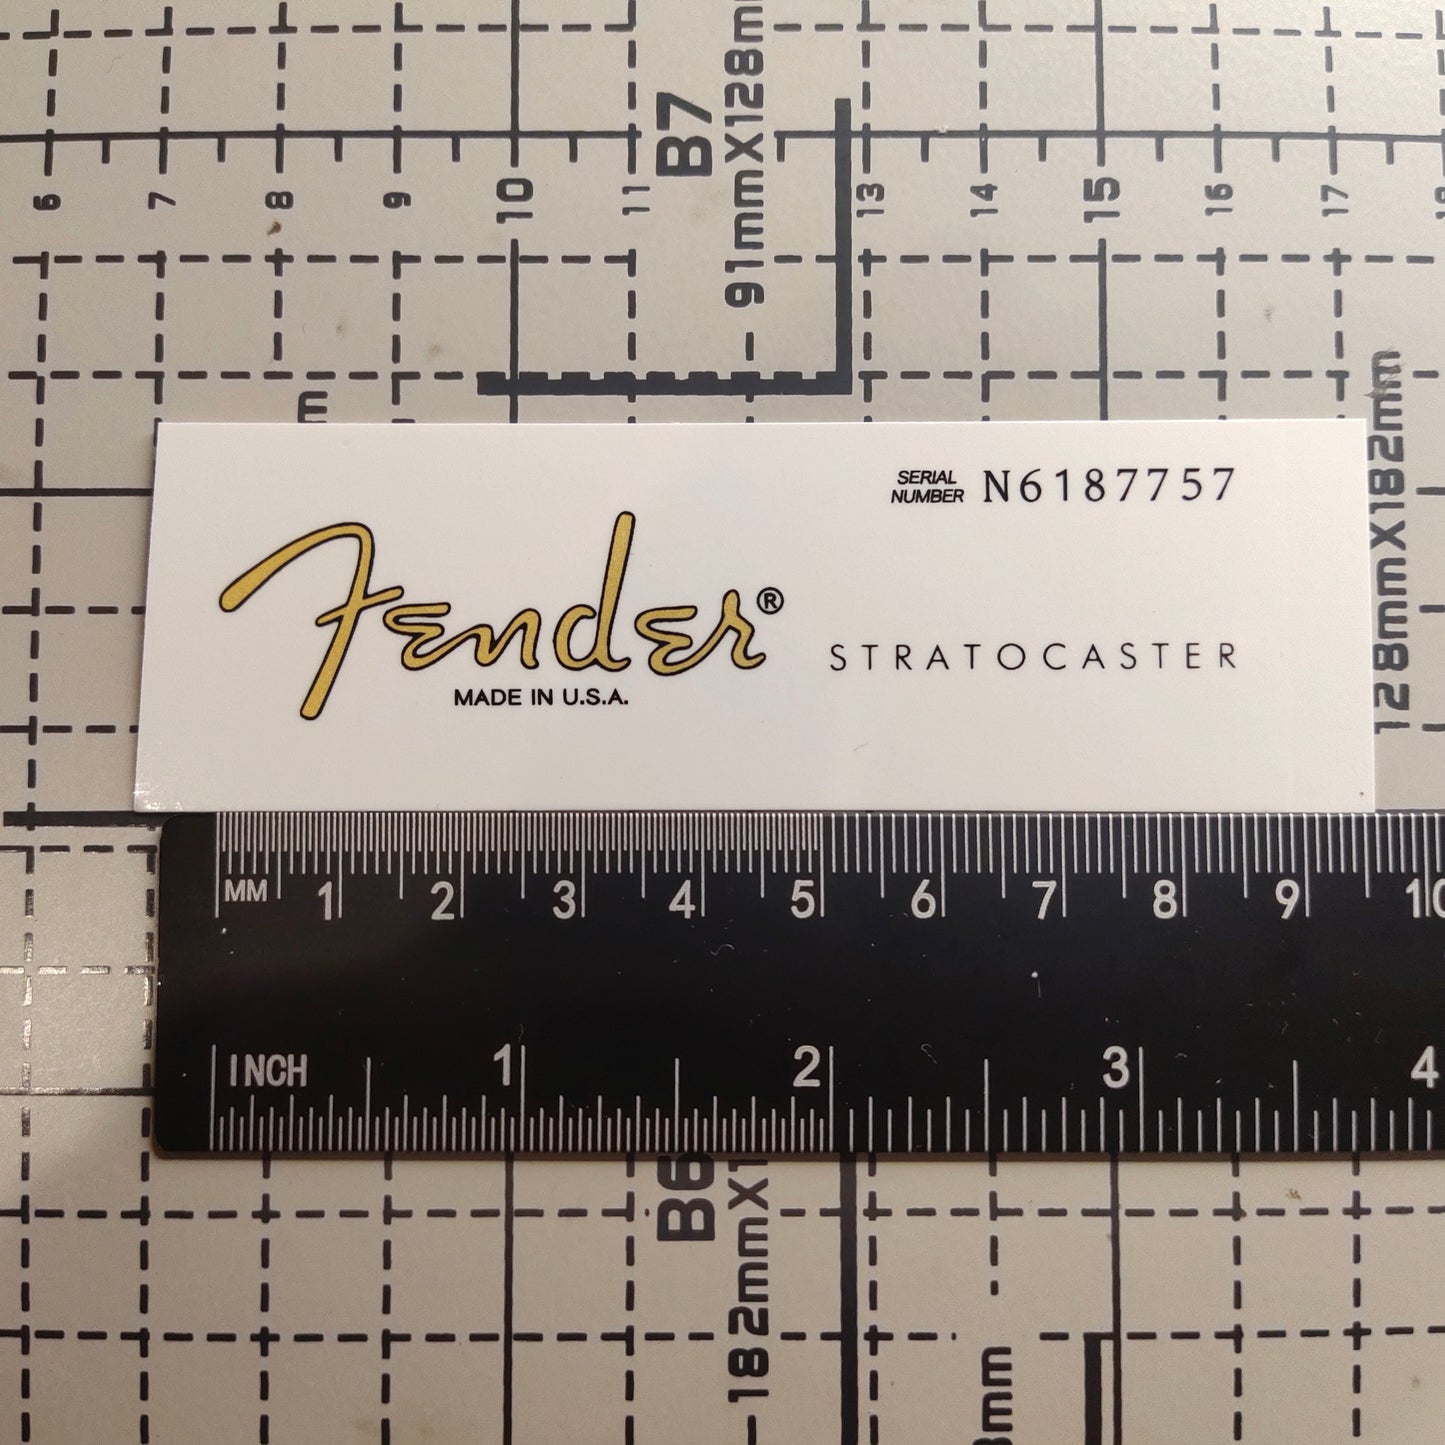 6 7 8 9 10 11 13 14 15 16 17
B7
91mmX128m
m
128mmX182mm
SERIAL
NUMBER N6187757
Fender®
STRATOCASTER
MADE IN U.S.A.
MM 1 2 3 4 5 6 7 8 9 10
INCH 1 2 3 4
B6
182mmX1
mm